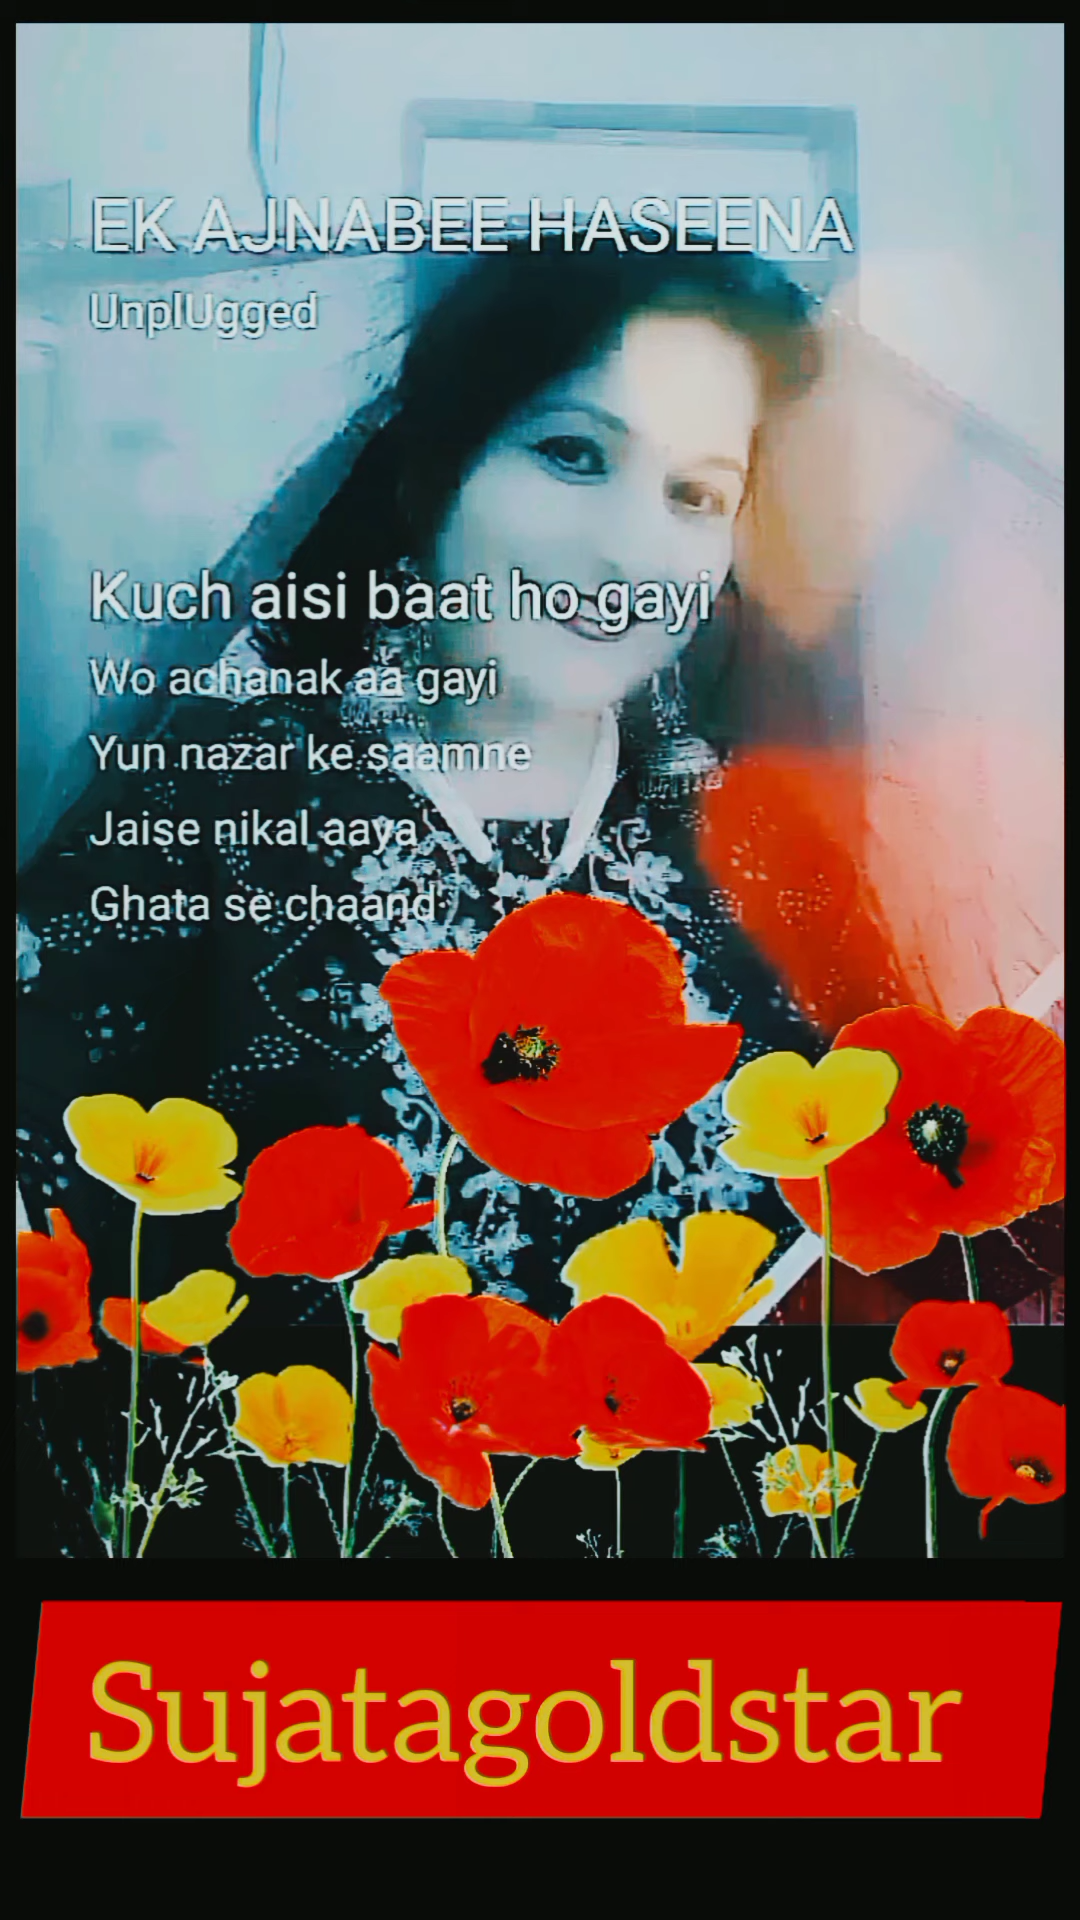 EK AJNABEE HASEENA
UnplUgged
Kuch aisi baat ho gayi
Wo achanak aa gayi
Yun nazar ke saamne
Jaise nikal aaya
Ghata se chaand
Sujatagoldstar